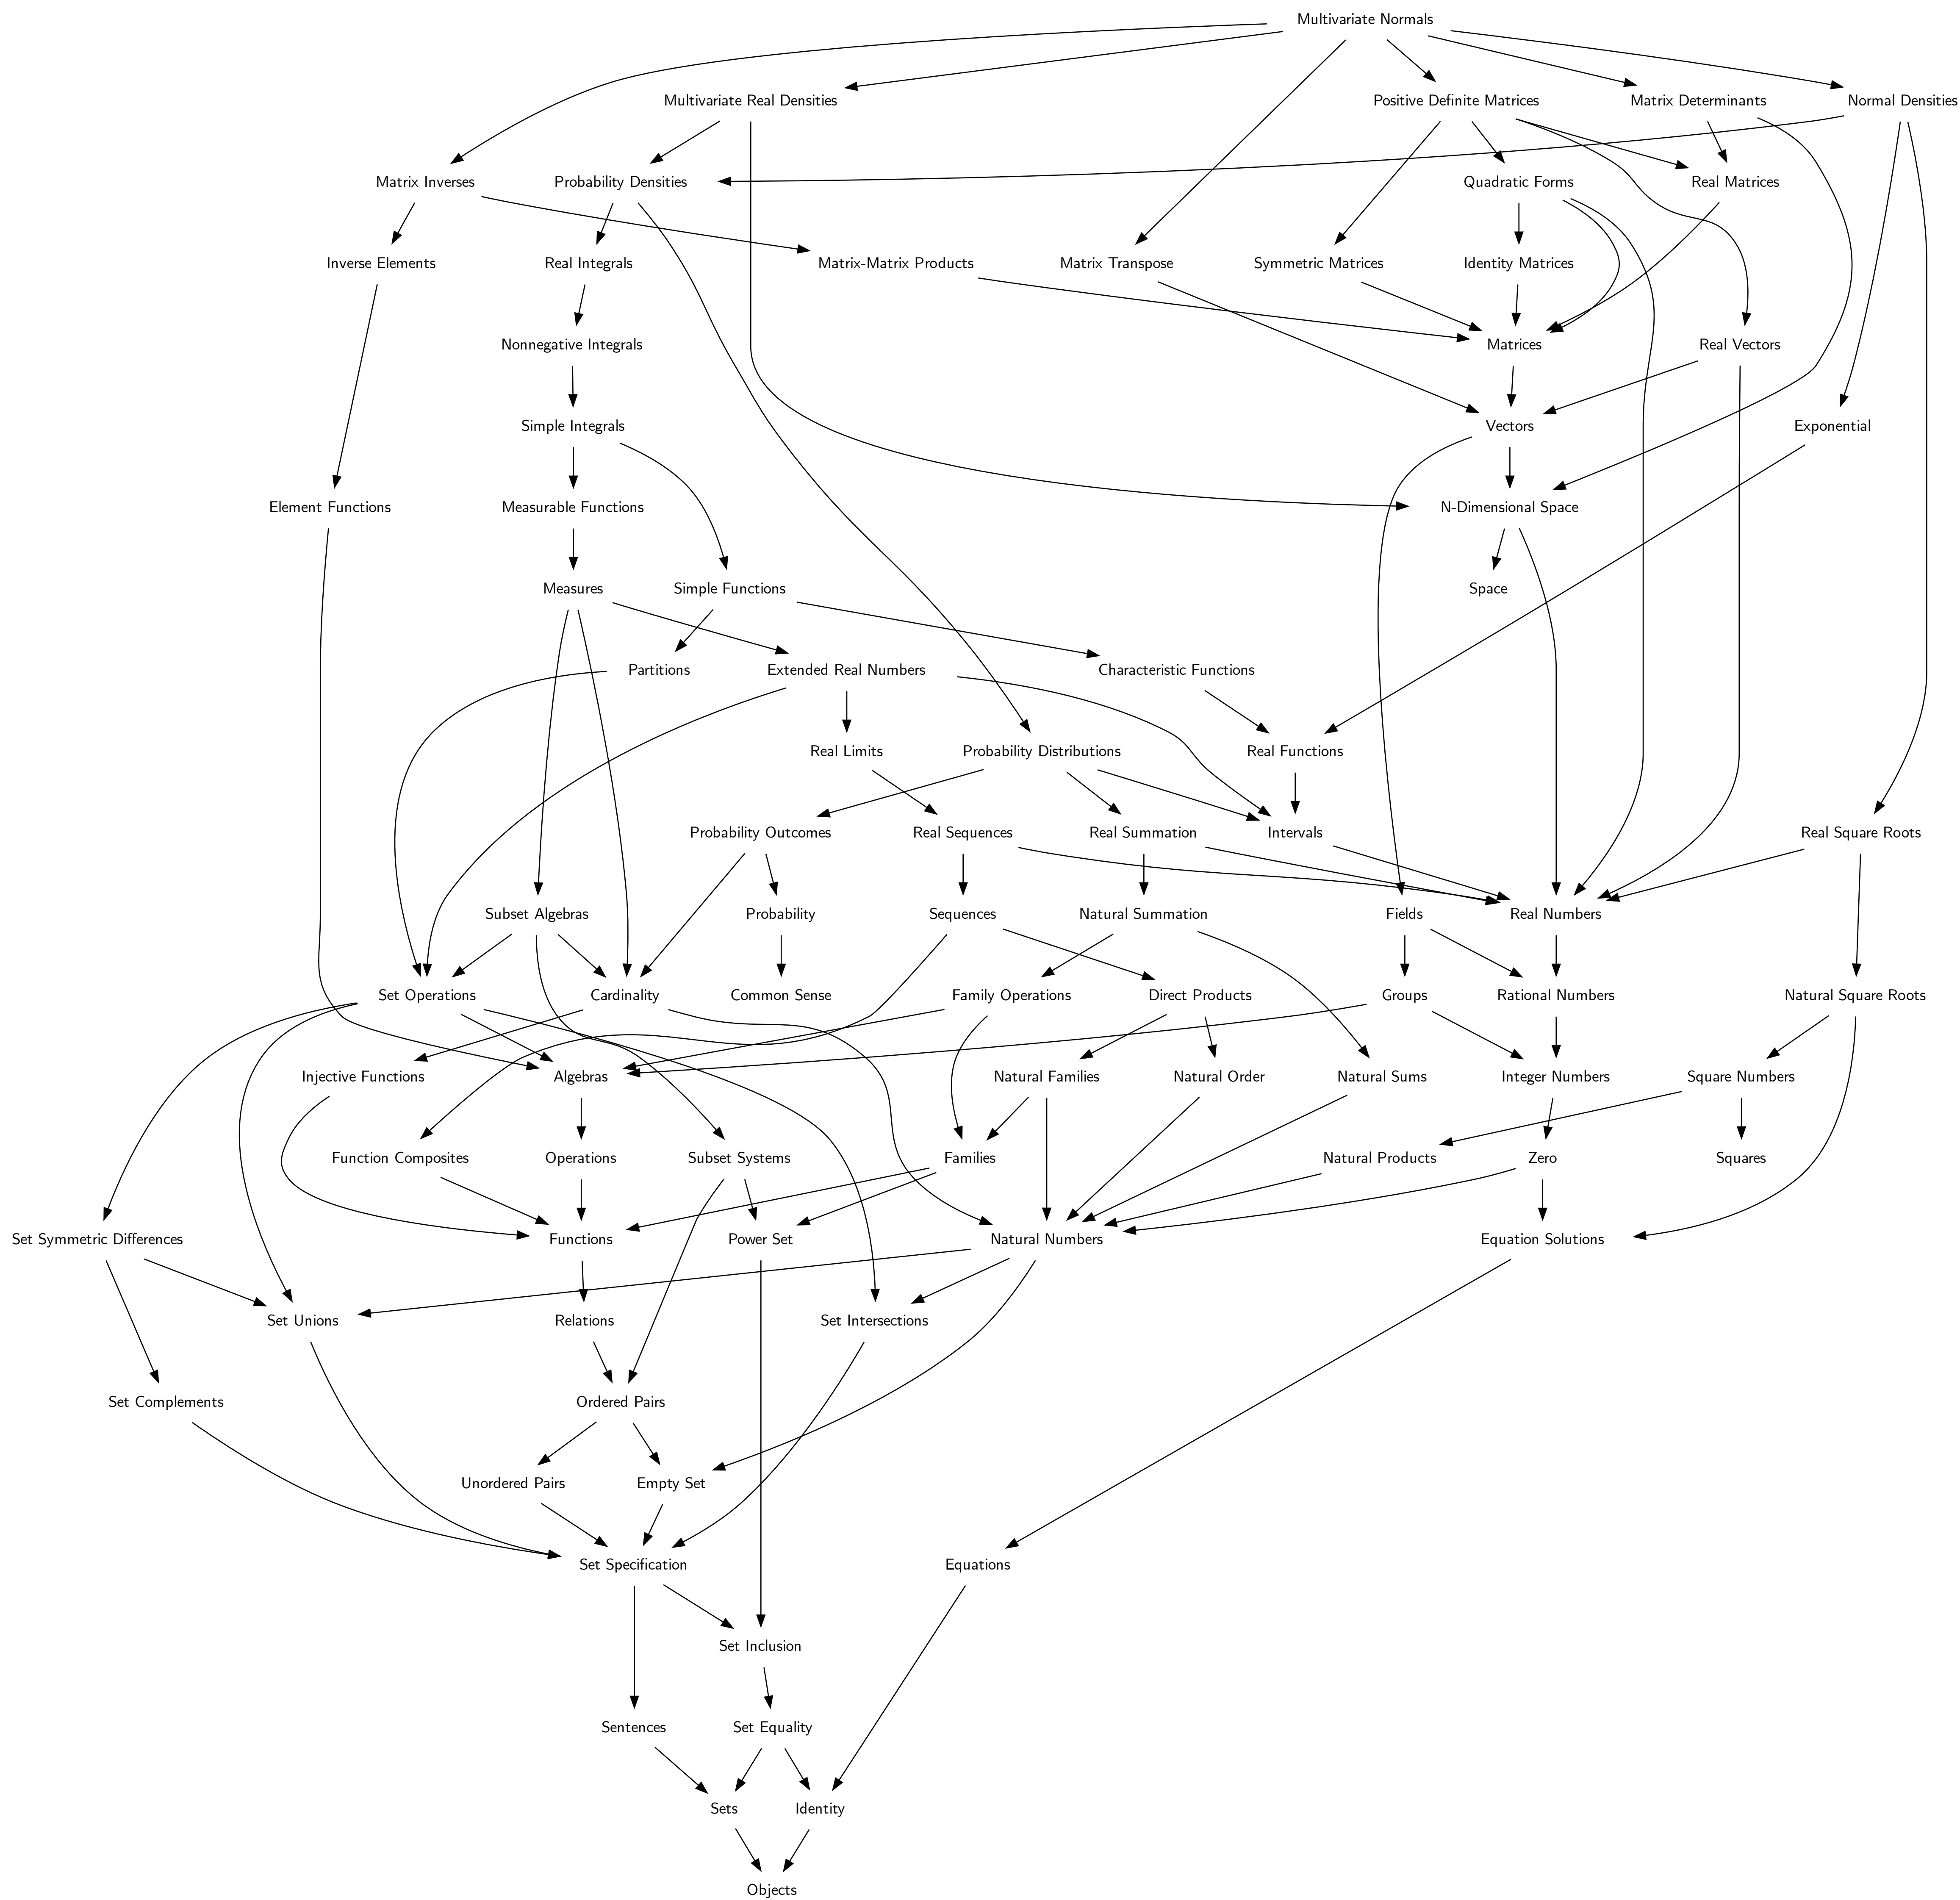 Multivariate Normals
Multivariate Real Densities
Positive Definite Matrices
Matrix Determinants
Normal Densities
Matrix Inverses
Probability Densities
Quadratic Forms
Real Matrices
Inverse Elements
Real Integrals
Matrix-Matrix Products
Matrix Transpose
Symmetric Matrices
Identity Matrices
Nonnegative Integrals
Matrices
Real Vectors
Simple Integrals
Vectors
Exponential
Element Functions
Measurable Functions
N-Dimensional Space
Measures
Simple Functions
Space
Partitions
Extended Real Numbers
Characteristic Functions
Real Limits
Probability Distributions
Real Functions
Probability Outcomes
Real Sequences
Real Summation
Intervals
Real Square Roots
Subset Algebras
Probability
Sequences
Natural Summation
Fields
Real Numbers
Set Operations
Cardinality
Common Sense
Family Operations
Direct Products
Groups
Rational Numbers
Natural Square Roots
Injective Functions
Algebras
Natural Families
Natural Order
Natural Sums
Integer Numbers
Square Numbers
Function Composites
Operations
Subset Systems
Families
Natural Products
Zero
Squares
Set Symmetric Differences
Functions
Power Set
Natural Numbers
Equation Solutions
Set Unions
Relations
Set Intersections
Set Complements
Ordered Pairs
Unordered Pairs
Empty Set
Set Specification
Equations
Set Inclusion
Sentences
Set Equality
Sets
Identity
Objects